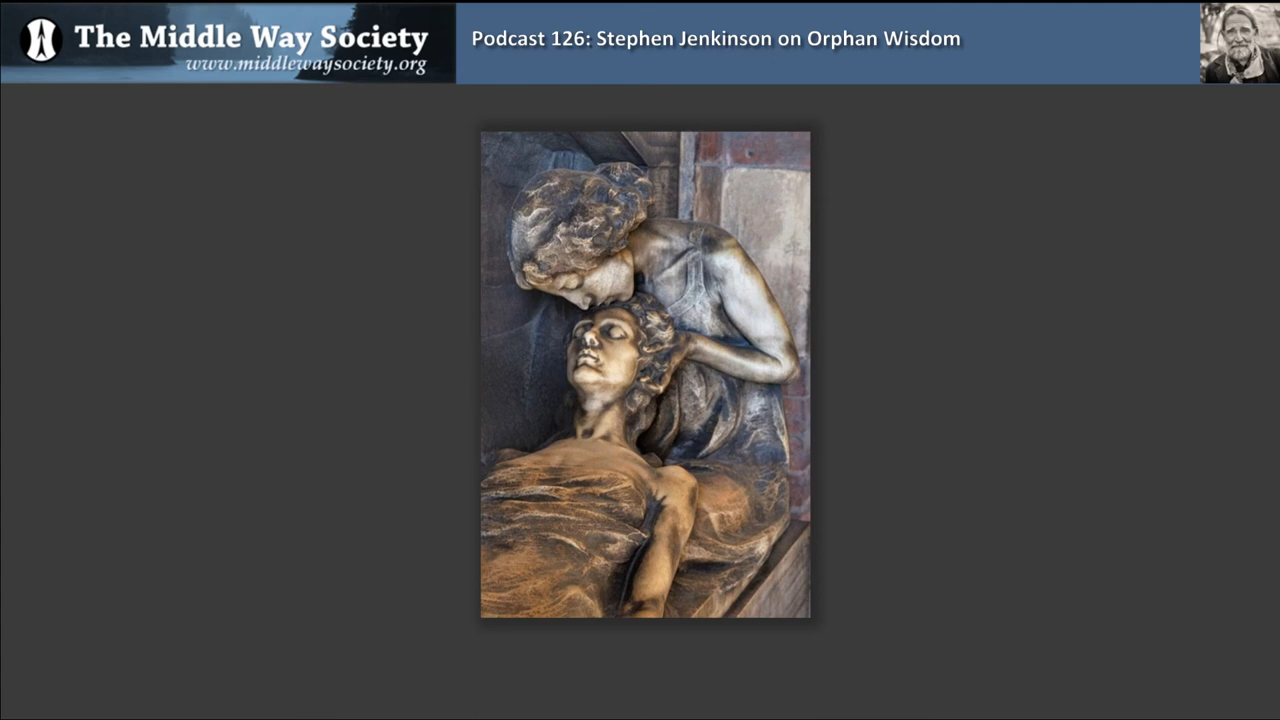 The Middle Way Society
www.middlewaysociety.org
Podcast 126: Stephen Jenkinson on Orphan Wisdom